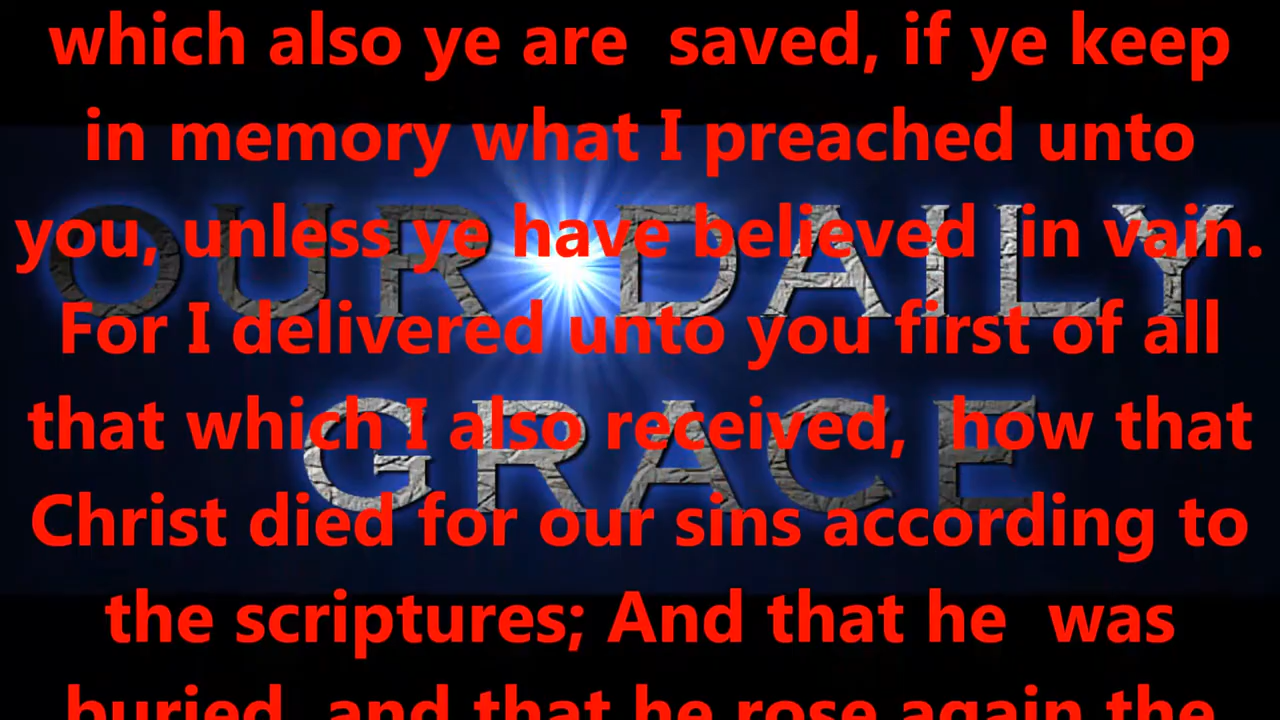 which also ye are saved, if ye keep
in memory what I preached unto
you, unless ye have believed in vain.
For I delivered unto you first of all
that which I also received, how that
Christ died for our sins according to
the scriptures; And that he was
buried, and that he rose again the
OUR DAILY
GRACE